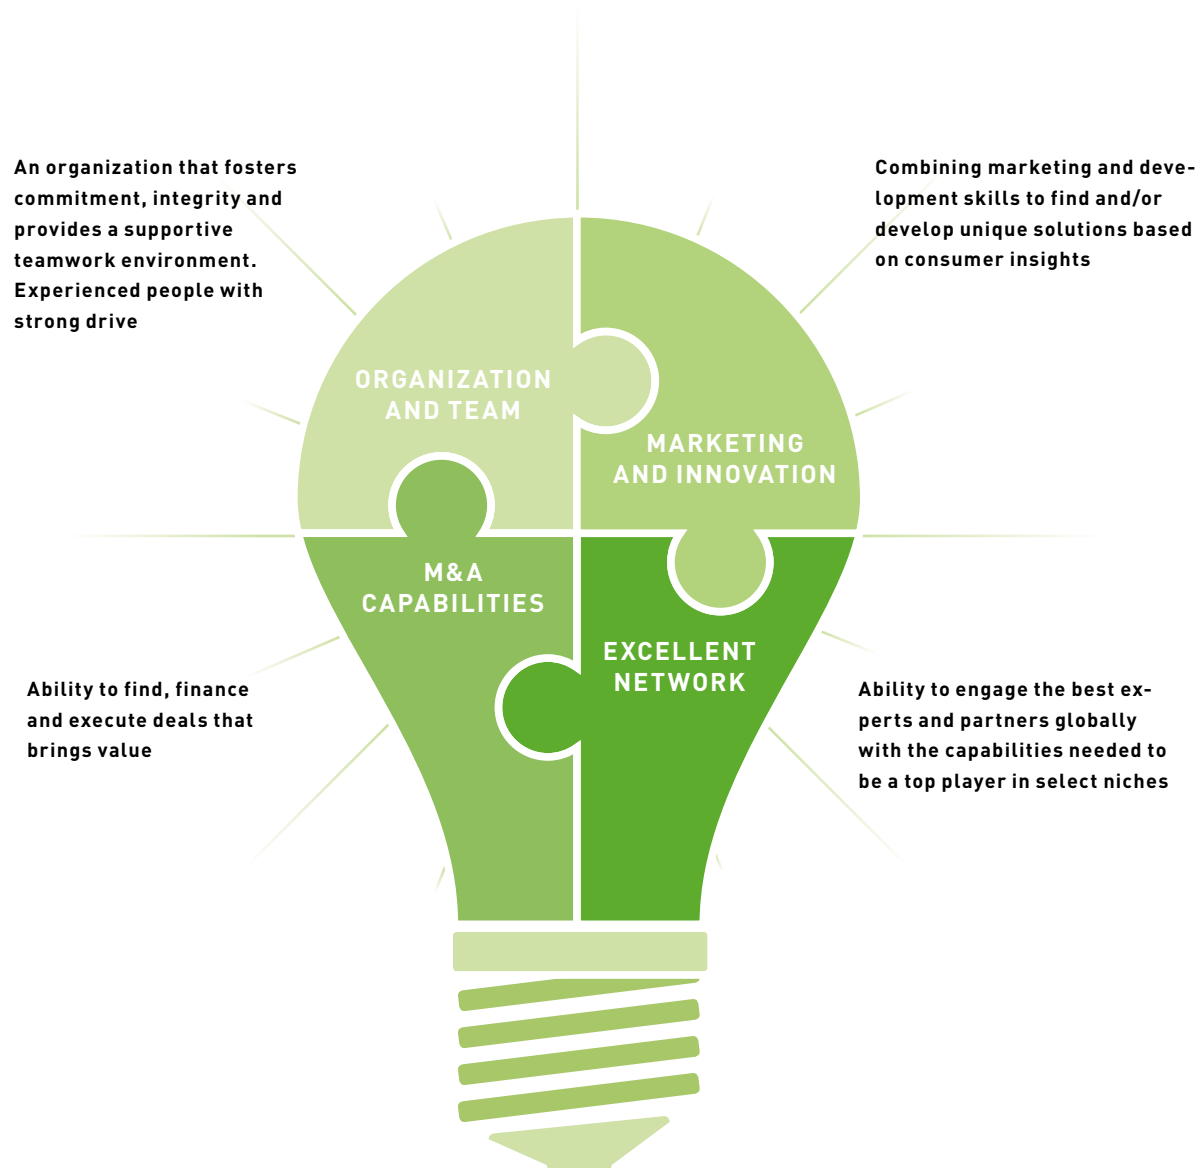 An organization that fosters
commitment, integrity and
provides a supportive
teamwork environment.
Experienced people with
strong drive
Combining marketing and deve-
lopment skills to find and/or
develop unique solutions based
on consumer insights
ORGANIZATION
AND TEAM
MARKETING
AND INNOVATION
M&A
CAPABILITIES
EXCELLENT
NETWORK
Ability to find, finance
and execute deals that
brings value
Ability to engage the best ex-
perts and partners globally
with the capabilities needed to
be a top player in select niches